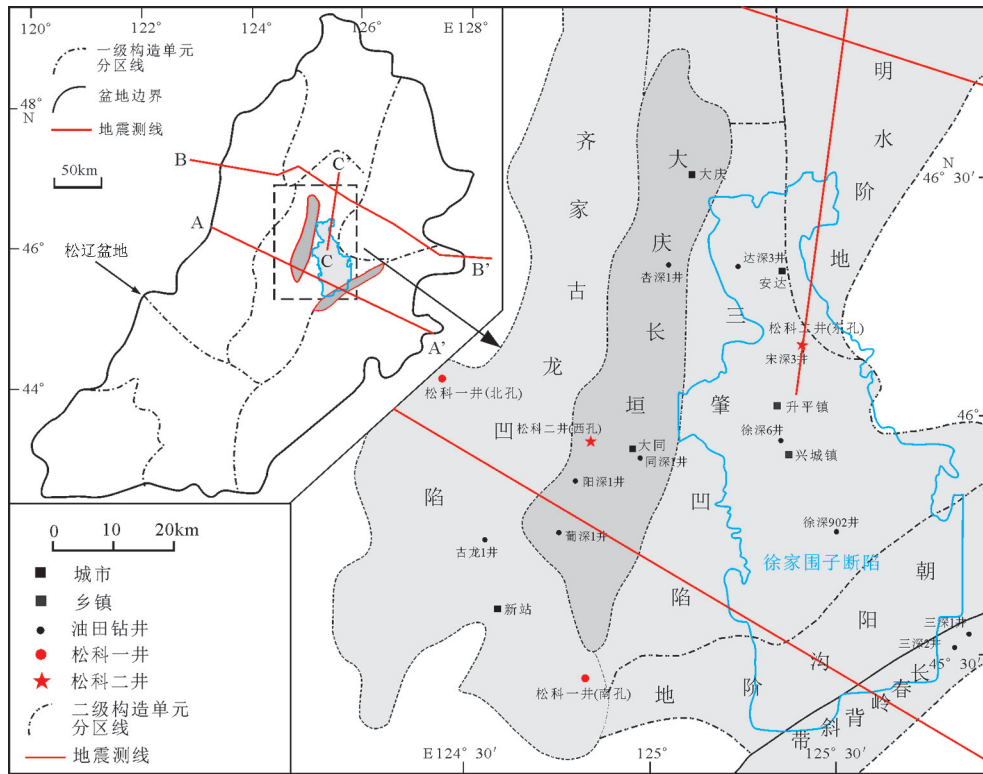 120°
122°
124°
126°
E 128°
48°
N
46°
44°
一级构造单元
分区线
盆地边界
地震测线
50km
松辽盆地
B
C'
A
C
B'
A'
0 10 20km
城市
乡镇
油田钻井
松科一井
松科二井
二级构造单元
分区线
地震测线
齐家古龙凹陷
大庆长垣
三肇凹陷
明水阶地
朝阳沟阶地
长春岭背斜带
大庆
杏深1井
达深3井
安达
松科二井(东孔)
宋深3井
升平镇
徐深6井
兴城镇
徐深902井
徐家围子断陷
松科一井(北孔)
松科二井(西孔)
大同
同深1井
阳深1井
葡深1井
古龙1井
新站
松科一井(南孔)
三深1井
三深2井
N
46° 30'
46°
45° 30'
E 124° 30'
125°
125° 30'